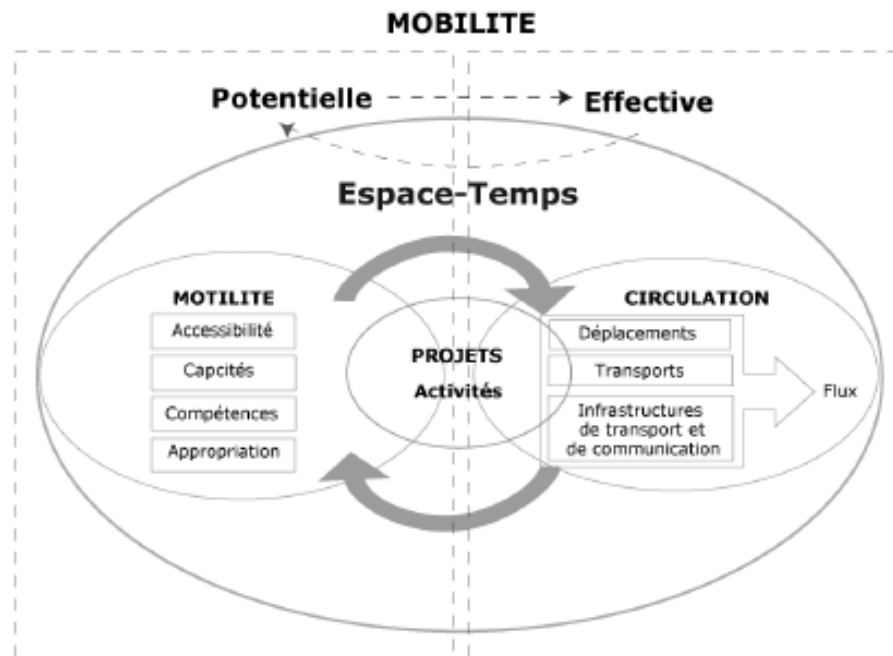 MOBILITE
Potentielle
Effective
Espace-Temps
MOTILITE
Accessibilité
Capcités
Compétences
Appropriation
PROJETS
Activités
CIRCULATION
Déplacements
Transports
Infrastructures
de transport et
de communication
Flux